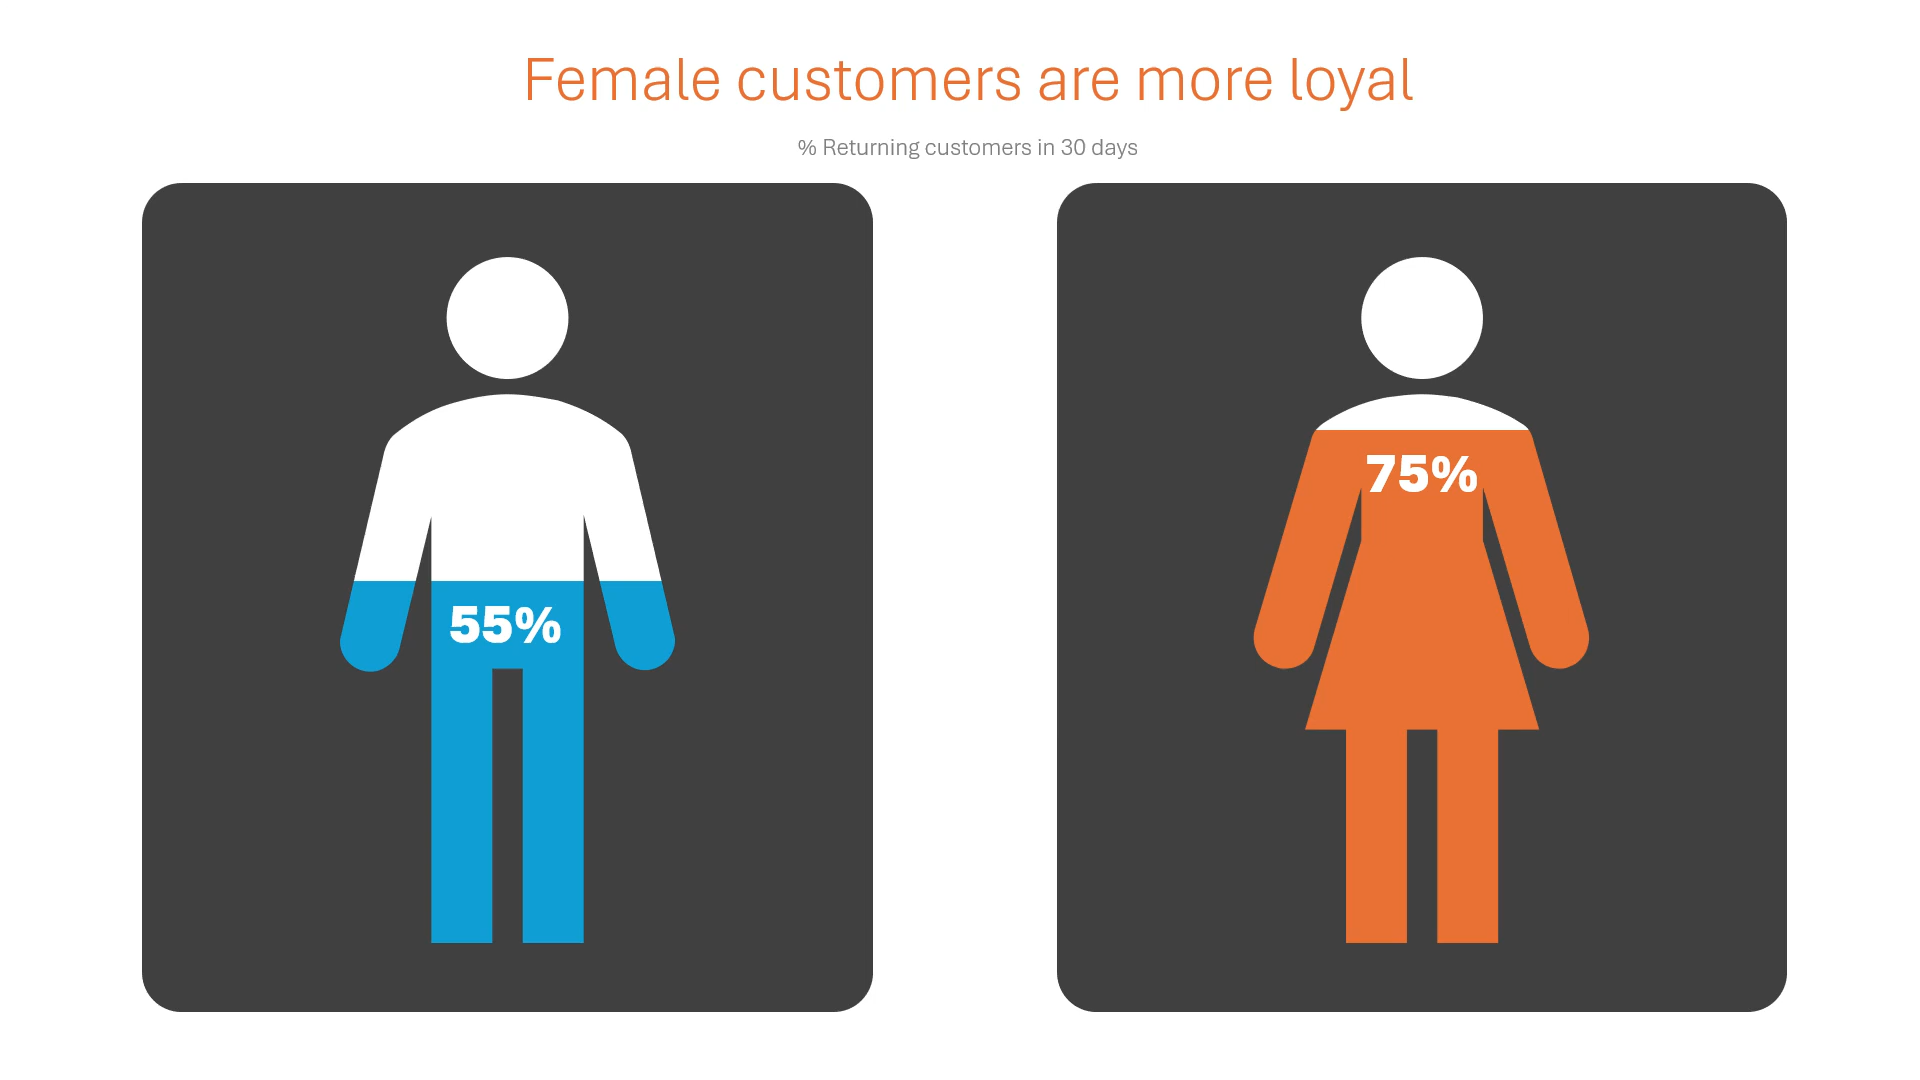 Female customers are more loyal
% Returning customers in 30 days
55%
75%